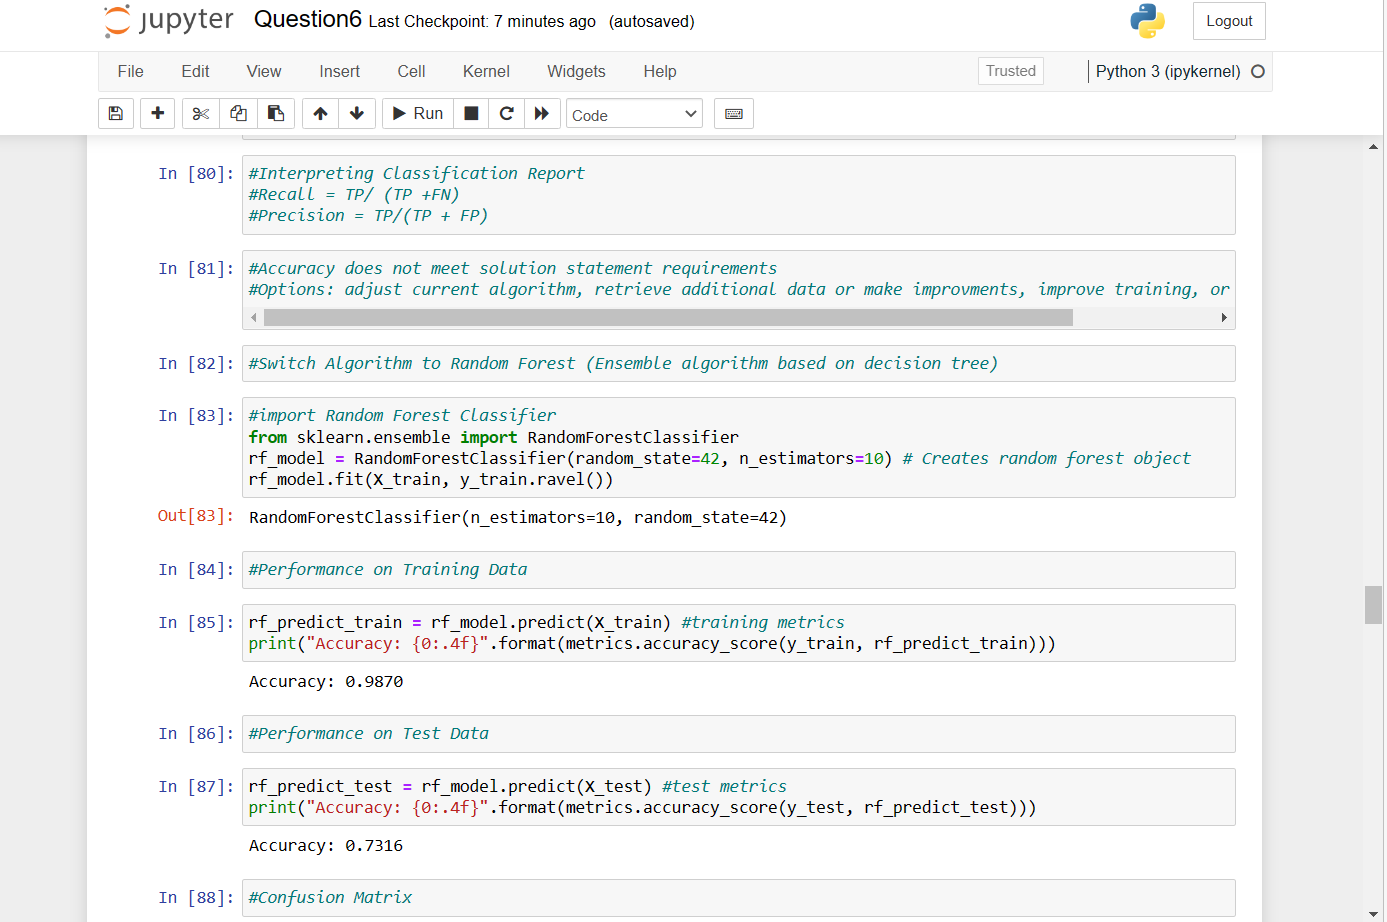 jupyter Question6 Last Checkpoint: 7 minutes ago (autosaved) Logout
File Edit View Insert Cell Kernel Widgets Help Trusted Python 3 (ipykernel)
Run Code
In [80]: #Interpreting Classification Report
#Recall = TP/ (TP +FN)
#Precision = TP/(TP + FP)
In [81]: #Accuracy does not meet solution statement requirements
#Options: adjust current algorithm, retrieve additional data or make improvments, improve training, or
In [82]: #Switch Algorithm to Random Forest (Ensemble algorithm based on decision tree)
In [83]: #import Random Forest Classifier
from sklearn.ensemble import RandomForestClassifier
rf_model = RandomForestClassifier(random_state=42, n_estimators=10) # Creates random forest object
rf_model.fit(X_train, y_train.ravel())
Out[83]: RandomForestClassifier(n_estimators=10, random_state=42)
In [84]: #Performance on Training Data
In [85]: rf_predict_train = rf_model.predict(X_train) #training metrics
print("Accuracy: {0:.4f}".format(metrics.accuracy_score(y_train, rf_predict_train)))
Accuracy: 0.9870
In [86]: #Performance on Test Data
In [87]: rf_predict_test = rf_model.predict(X_test) #test metrics
print("Accuracy: {0:.4f}".format(metrics.accuracy_score(y_test, rf_predict_test)))
Accuracy: 0.7316
In [88]: #Confusion Matrix